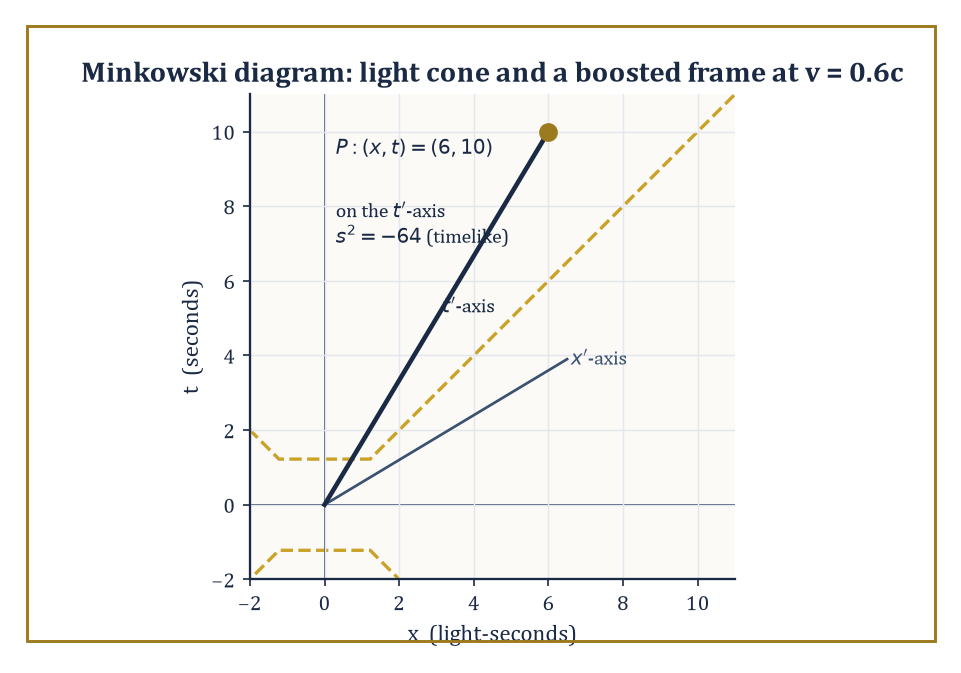 Minkowski diagram: light cone and a boosted frame at v = 0.6c
10
P : (x, t) = (6, 10)
8
on the t′-axis
s² = −64 (timelike)
6
t′-axis
4
x′-axis
2
0
−2
−2 0 2 4 6 8 10
t (seconds)
x (light-seconds)